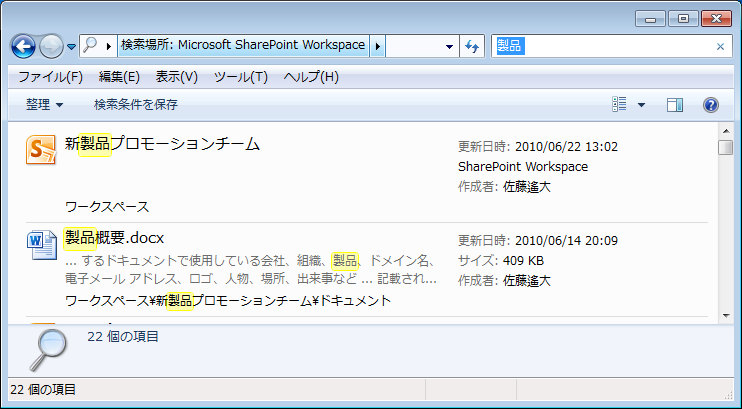 検索場所: Microsoft SharePoint Workspace
製品
ファイル(F) 編集(E) 表示(V) ツール(T) ヘルプ(H)
整理 検索条件を保存
新製品プロモーションチーム
更新日時: 2010/06/22 13:02
SharePoint Workspace
作成者: 佐藤遙大
ワークスペース
製品概要.docx
更新日時: 2010/06/14 20:09
... するドキュメントで使用している会社、組織、製品、ドメイン名、
サイズ: 409 KB
電子メール アドレス、ロゴ、人物、場所、出来事など ... 記載され...
作成者: 佐藤遙大
ワークスペース¥新製品プロモーションチーム¥ドキュメント
22 個の項目
22 個の項目